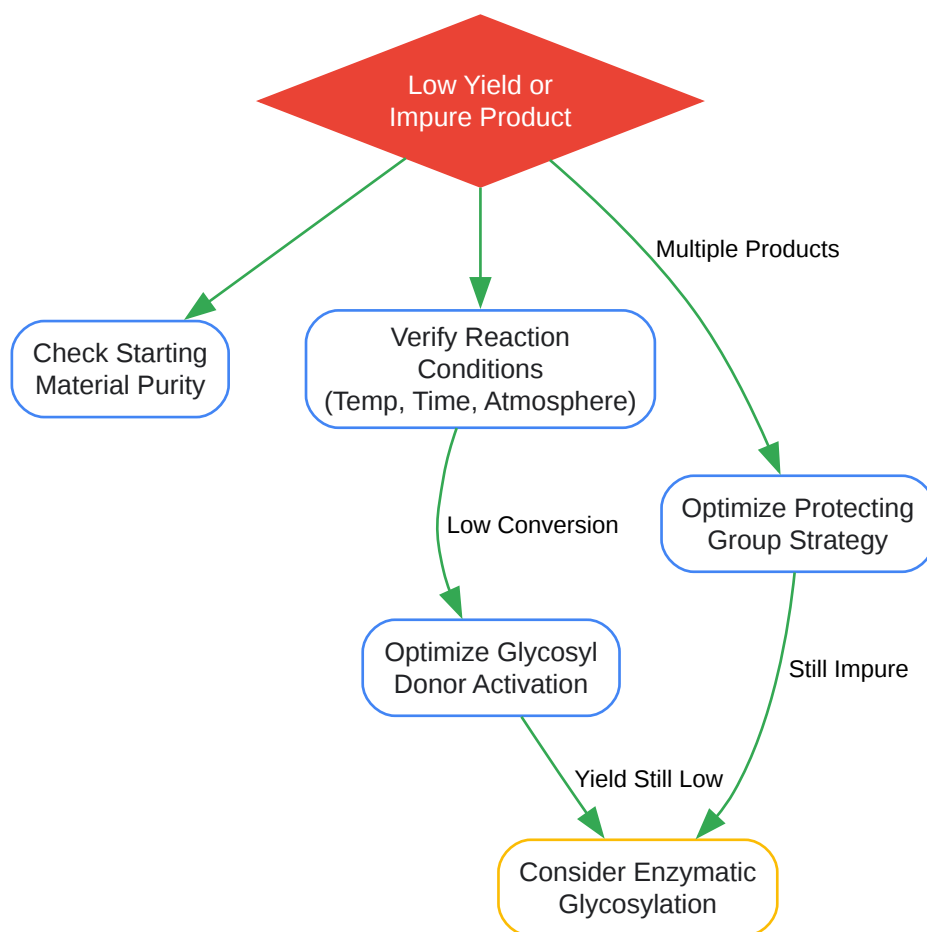 Low Yield or
Impure Product
Multiple Products
Check Starting
Material Purity
Verify Reaction
Conditions
(Temp, Time, Atmosphere)
Low Conversion
Optimize Protecting
Group Strategy
Optimize Glycosyl
Donor Activation
Still Impure
Yield Still Low
Consider Enzymatic
Glycosylation